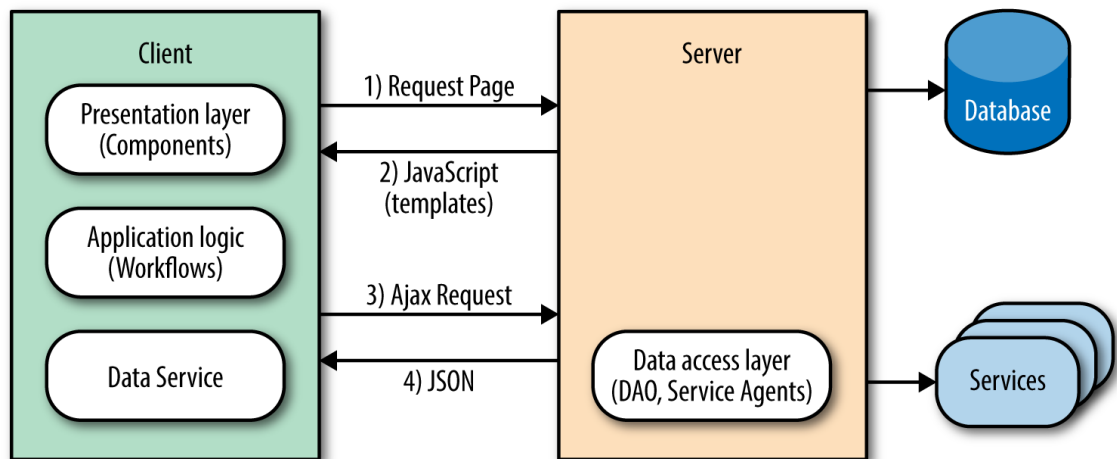 Client
Presentation layer
(Components)
Application logic
(Workflows)
Data Service
1) Request Page
2) JavaScript
(templates)
3) Ajax Request
4) JSON
Server
Data access layer
(DAO, Service Agents)
Database
Services